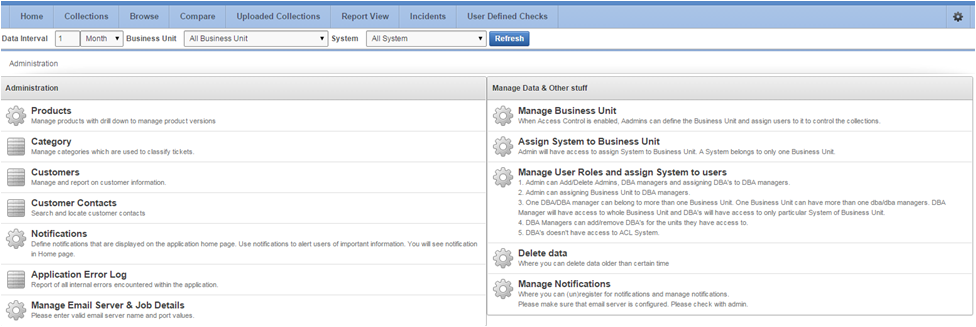 Home Collections Browse Compare Uploaded Collections Report View Incidents User Defined Checks
Data Interval 1 Month Business Unit All Business Unit System All System Refresh
Administration
Administration
Products
Manage products with drill down to manage product versions
Category
Manage categories which are used to classify tickets.
Customers
Manage and report on customer information.
Customer Contacts
Search and locate customer contacts
Notifications
Define notifications that are displayed on the application home page. Use notifications to alert users of important information. You will see notification
in Home page.
Application Error Log
Report of all internal errors encountered within the application.
Manage Email Server & Job Details
Please enter valid email server name and port values.
Manage Data & Other stuff
Manage Business Unit
When Access Control is enabled, Aadmins can define the Business Unit and assign users to it to control the collections.
Assign System to Business Unit
Admin will have access to assign System to Business Unit. A System belongs to only one Business Unit.
Manage User Roles and assign System to users
1. Admin can Add/Delete Admins, DBA managers and assigning DBA's to DBA managers.
2. Admin can assigning Business Unit to DBA managers.
3. One DBA/DBA manager can belong to more than one Business Unit. One Business Unit can have more than one dba/dba managers. DBA
Manager will have access to whole Business Unit and DBA's will have access to only particular System of Business Unit.
4. DBA Managers can add/remove DBA's for the units they have access to.
5. DBA's doesn't have access to ACL System.
Delete data
Where you can delete data older than certain time
Manage Notifications
Where you can (un)register for notifications and manage notifications.
Please make sure that email server is configured. Please check with admin.